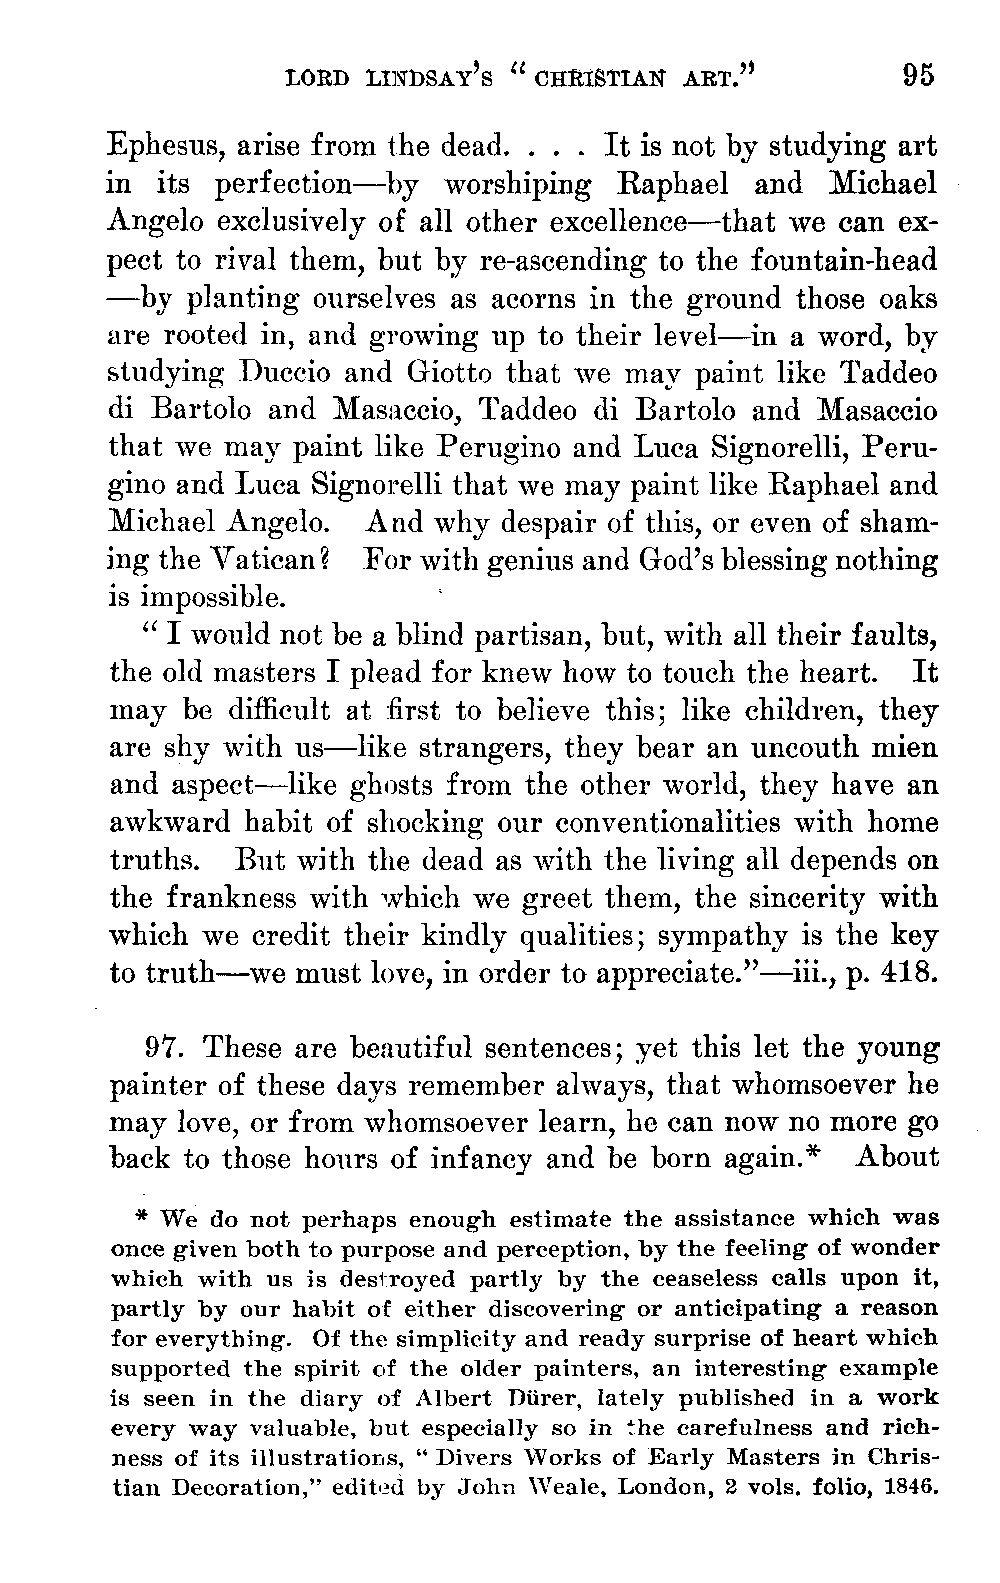 LORD LINDSAY'S "CHRISTIAN ART." 95
Ephesus, arise from the dead. . . . It is not by studying art
in its perfection—by worshiping Raphael and Michael
Angelo exclusively of all other excellence—that we can ex-
pect to rival them, but by re-ascending to the fountain-head
—by planting ourselves as acorns in the ground those oaks
are rooted in, and growing up to their level—in a word, by
studying Duccio and Giotto that we may paint like Taddeo
di Bartolo and Masaccio, Taddeo di Bartolo and Masaccio
that we may paint like Perugino and Luca Signorelli, Peru-
gino and Luca Signorelli that we may paint like Raphael and
Michael Angelo. And why despair of this, or even of sham-
ing the Vatican? For with genius and God's blessing nothing
is impossible.
"I would not be a blind partisan, but, with all their faults,
the old masters I plead for knew how to touch the heart. It
may be difficult at first to believe this; like children, they
are shy with us—like strangers, they bear an uncouth mien
and aspect—like ghosts from the other world, they have an
awkward habit of shocking our conventionalities with home
truths. But with the dead as with the living all depends on
the frankness with which we greet them, the sincerity with
which we credit their kindly qualities; sympathy is the key
to truth—we must love, in order to appreciate."—iii., p. 418.
97. These are beautiful sentences; yet this let the young
painter of these days remember always, that whomsoever he
may love, or from whomsoever learn, he can now no more go
back to those hours of infancy and be born again.* About
* We do not perhaps enough estimate the assistance which was
once given both to purpose and perception, by the feeling of wonder
which with us is destroyed partly by the ceaseless calls upon it,
partly by our habit of either discovering or anticipating a reason
for everything. Of the simplicity and ready surprise of heart which
supported the spirit of the older painters, an interesting example
is seen in the diary of Albert Dürer, lately published in a work
every way valuable, but especially so in the carefulness and rich-
ness of its illustrations, "Divers Works of Early Masters in Chris-
tian Decoration," edited by John Weale, London, 2 vols. folio, 1846.